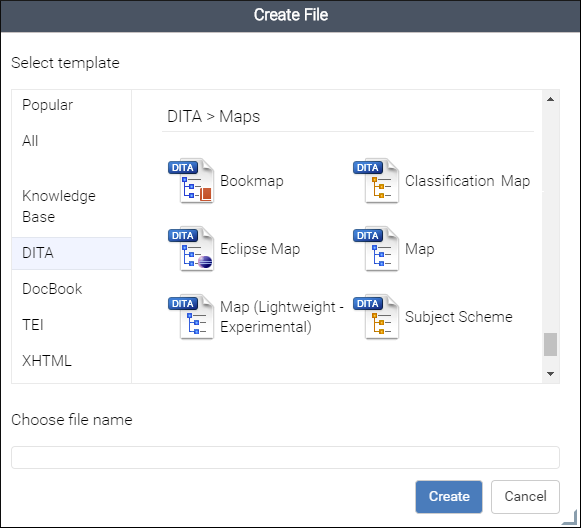 Create File
Select template
Popular
All
Knowledge
Base
DITA
DocBook
TEI
XHTML
DITA > Maps
DITA Bookmap
DITA Classification Map
DITA Eclipse Map
DITA Map
DITA Map (Lightweight -
Experimental)
DITA Subject Scheme
Choose file name
Create
Cancel